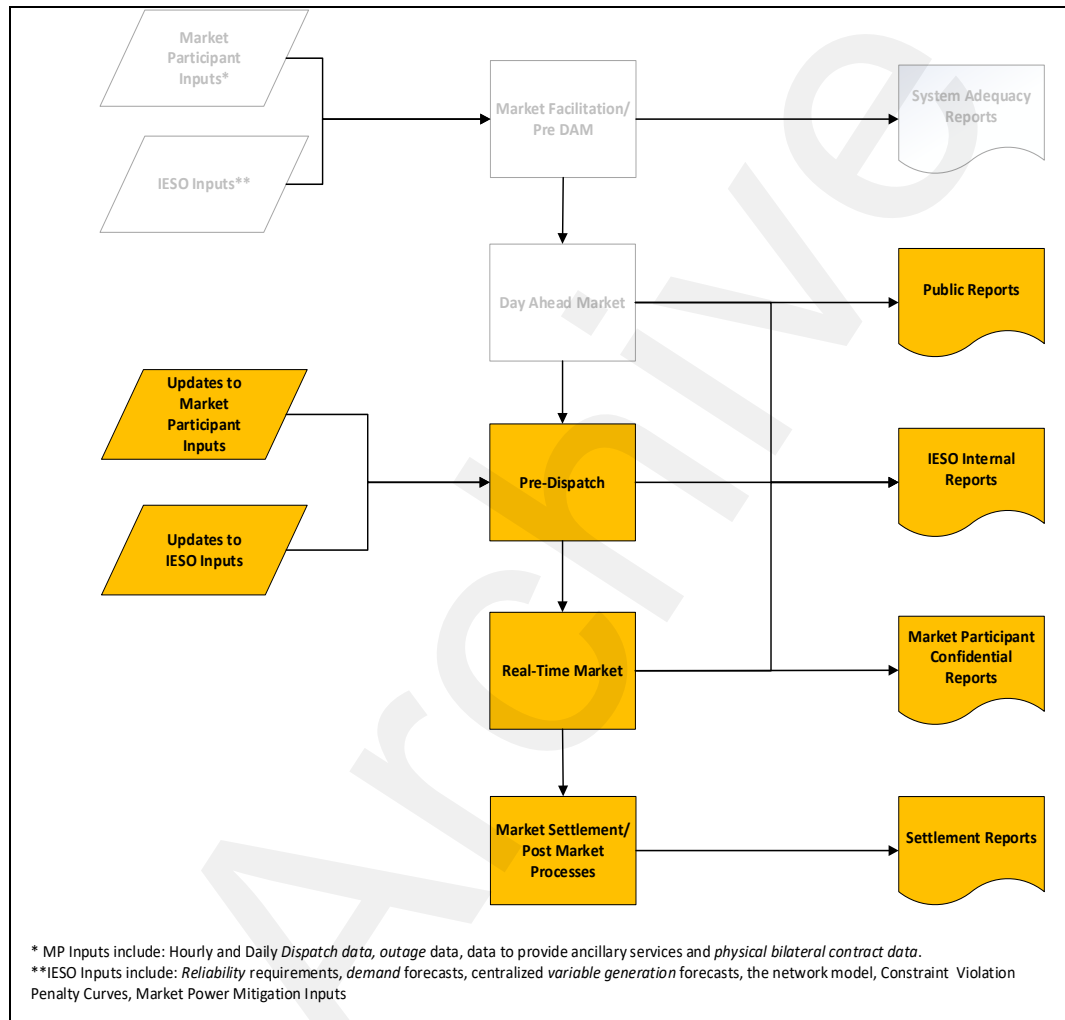 Market
Participant
Inputs*
IESO Inputs**
Market Facilitation/
Pre DAM
System Adequacy
Reports
Day Ahead Market
Public Reports
Updates to
Market
Participant
Inputs
Updates to
IESO Inputs
Pre-Dispatch
IESO Internal
Reports
Real-Time Market
Market Participant
Confidential
Reports
Market Settlement/
Post Market
Processes
Settlement Reports
Archive
* MP Inputs include: Hourly and Daily Dispatch data, outage data, data to provide ancillary services and physical bilateral contract data.
**IESO Inputs include: Reliability requirements, demand forecasts, centralized variable generation forecasts, the network model, Constraint Violation
Penalty Curves, Market Power Mitigation Inputs